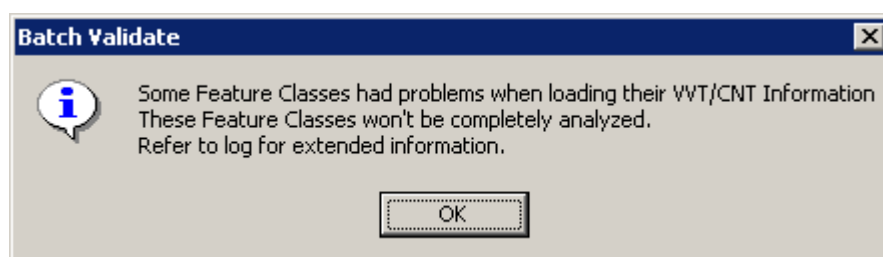 Batch Validate
Some Feature Classes had problems when loading their VVT/CNT Information
These Feature Classes won't be completely analyzed.
Refer to log for extended information.
OK